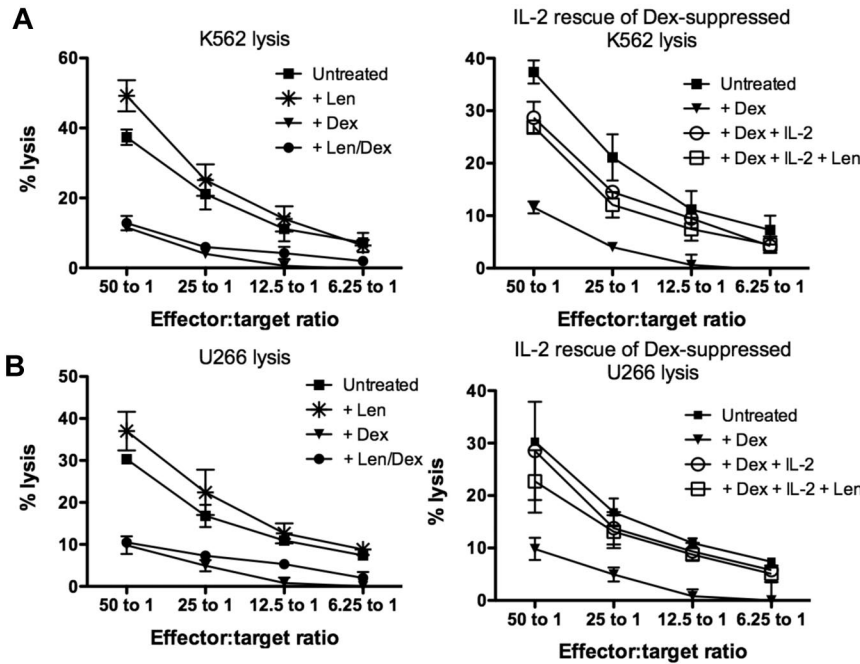 A
K562 lysis
60
40
20
0
% lysis
Untreated
+ Len
+ Dex
+ Len/Dex
50 to 1
25 to 1
12.5 to 1
6.25 to 1
Effector:target ratio
IL-2 rescue of Dex-suppressed
K562 lysis
40
30
20
10
0
% lysis
Untreated
+ Dex
+ Dex + IL-2
+ Dex + IL-2 + Len
50 to 1
25 to 1
12.5 to 1
6.25 to 1
Effector:target ratio
B
U266 lysis
50
40
30
20
10
0
% lysis
Untreated
+ Len
+ Dex
+ Len/Dex
50 to 1
25 to 1
12.5 to 1
6.25 to 1
Effector:target ratio
IL-2 rescue of Dex-suppressed
U266 lysis
40
30
20
10
0
% lysis
Untreated
+ Dex
+ Dex + IL-2
+ Dex + IL-2 + Len
50 to 1
25 to 1
12.5 to 1
6.25 to 1
Effector:target ratio